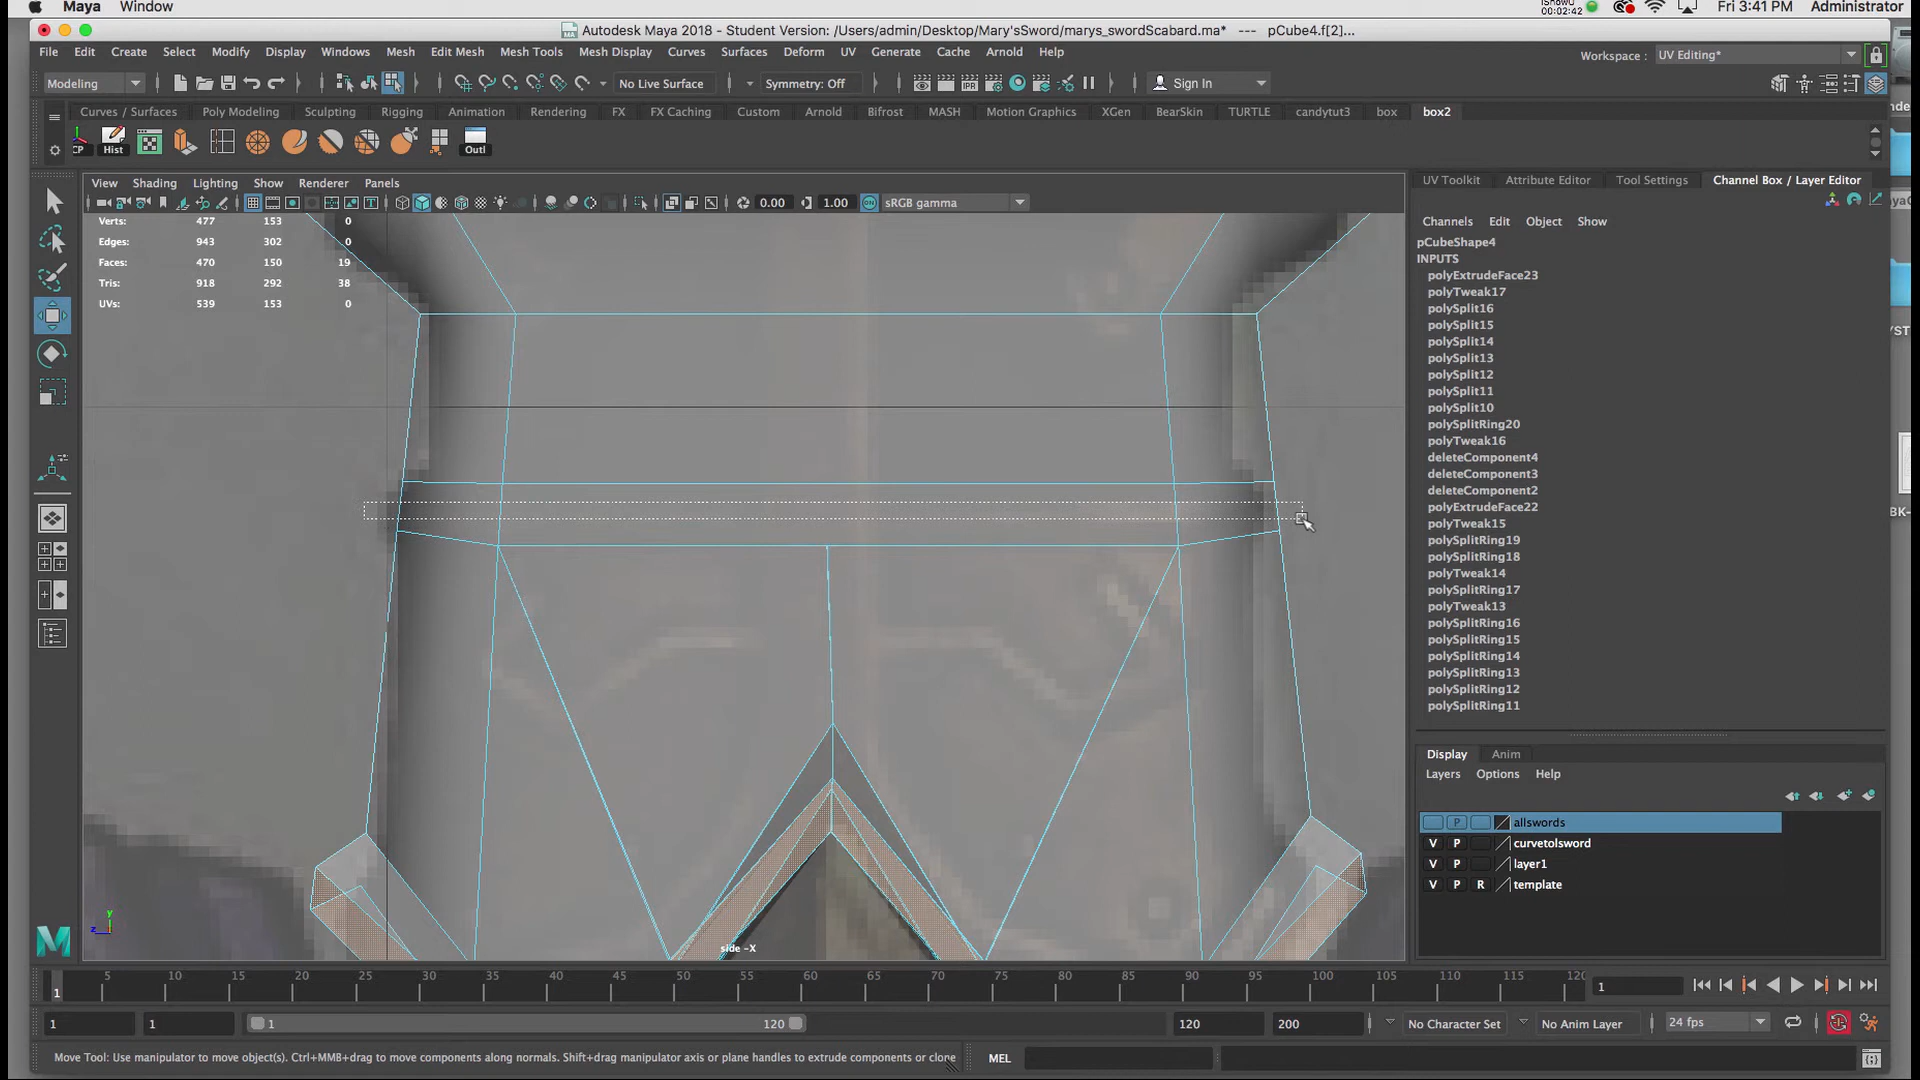 Maya Window
00:02:42 Fri 3:41 PM Administrator
Autodesk Maya 2018 - Student Version: /Users/admin/Desktop/Mary'sSword/marys_swordScabard.ma* --- pCube4.f[2]...
File Edit Create Select Modify Display Windows Mesh Edit Mesh Mesh Tools Mesh Display Curves Surfaces Deform UV Generate Cache Arnold Help
Workspace : UV Editing*
Modeling No Live Surface Symmetry: Off Sign In
Curves / Surfaces Poly Modeling Sculpting Rigging Animation Rendering FX FX Caching Custom Arnold Bifrost MASH Motion Graphics XGen BearSkin TURTLE candytut3 box box2
CP Hist Outl
View Shading Lighting Show Renderer Panels
0.00 1.00 ON sRGB gamma
Verts: 477 153 0
Edges: 943 302 0
Faces: 470 150 19
Tris: 918 292 38
UVs: 539 153 0
y
z
side -X
UV Toolkit Attribute Editor Tool Settings Channel Box / Layer Editor
Channels Edit Object Show
pCubeShape4
INPUTS
polyExtrudeFace23
polyTweak17
polySplit16
polySplit15
polySplit14
polySplit13
polySplit12
polySplit11
polySplit10
polySplitRing20
polyTweak16
deleteComponent4
deleteComponent3
deleteComponent2
polyExtrudeFace22
polyTweak15
polySplitRing19
polySplitRing18
polyTweak14
polySplitRing17
polyTweak13
polySplitRing16
polySplitRing15
polySplitRing14
polySplitRing13
polySplitRing12
polySplitRing11
Display Anim
Layers Options Help
P allswords
V P curvetolsword
V P layer1
V P R template
5 10 15 20 25 30 35 40 45 50 55 60 65 70 75 80 85 90 95 100 105 110 115 120
1 1
1 1 1 120 120 200 No Character Set No Anim Layer 24 fps
Move Tool: Use manipulator to move object(s). Ctrl+MMB+drag to move components along normals. Shift+drag manipulator axis or plane handles to extrude components or clone
MEL